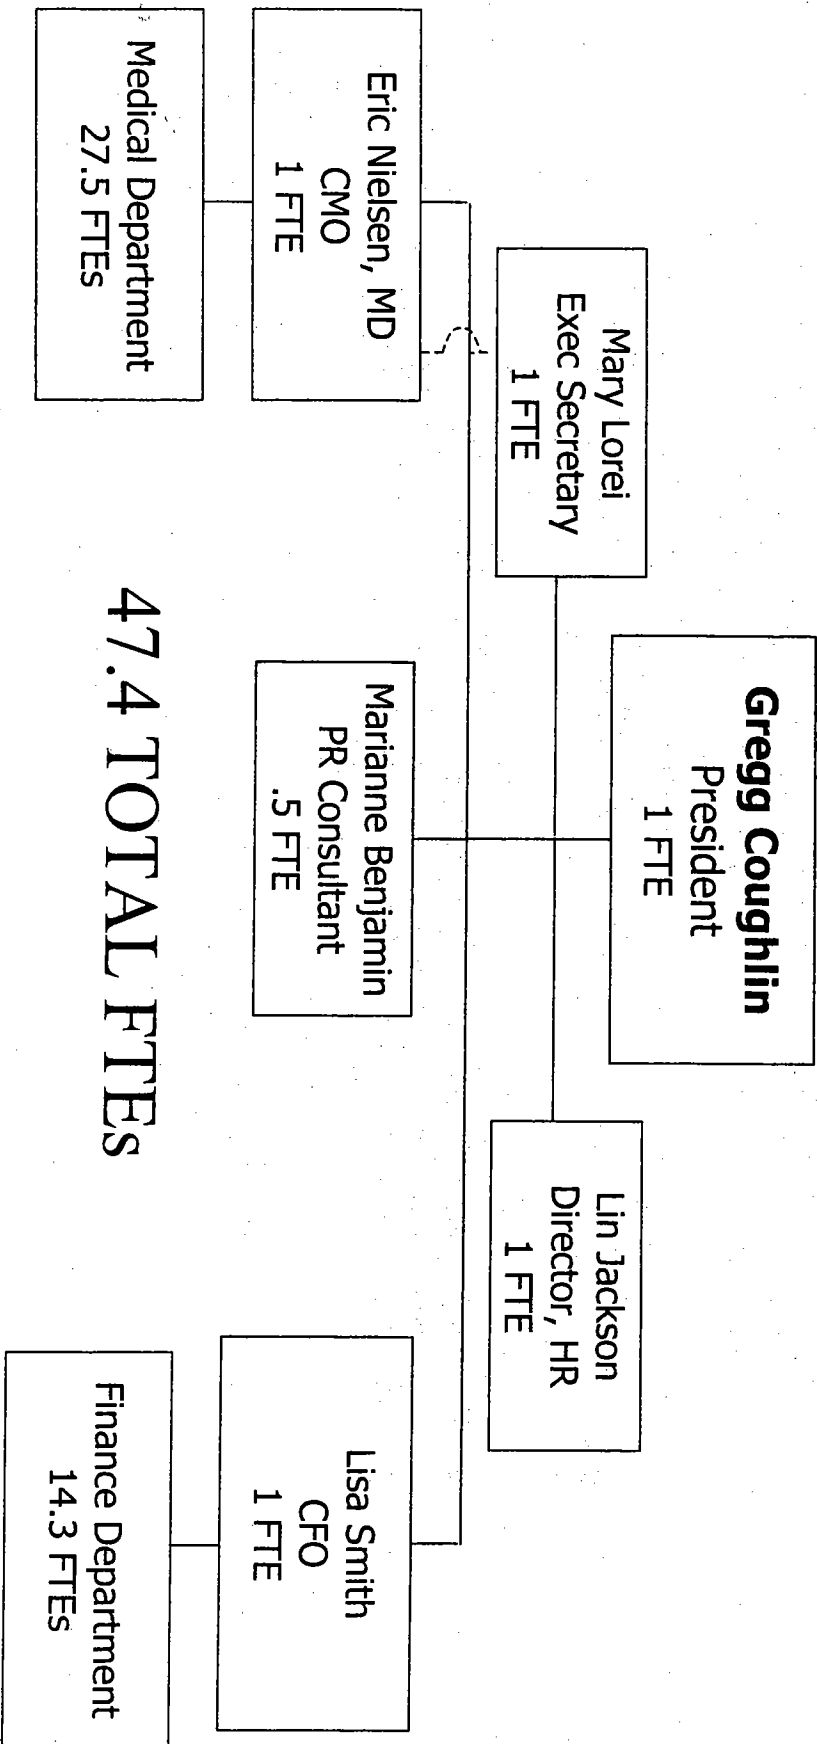 Gregg Coughlin
President
1 FTE
Mary Lorei
Exec Secretary
1 FTE
Lin Jackson
Director, HR
1 FTE
Eric Nielsen, MD
CMO
1 FTE
Marianne Benjamin
PR Consultant
.5 FTE
Lisa Smith
CFO
1 FTE
Medical Department
27.5 FTEs
Finance Department
14.3 FTEs
47.4 TOTAL FTEs